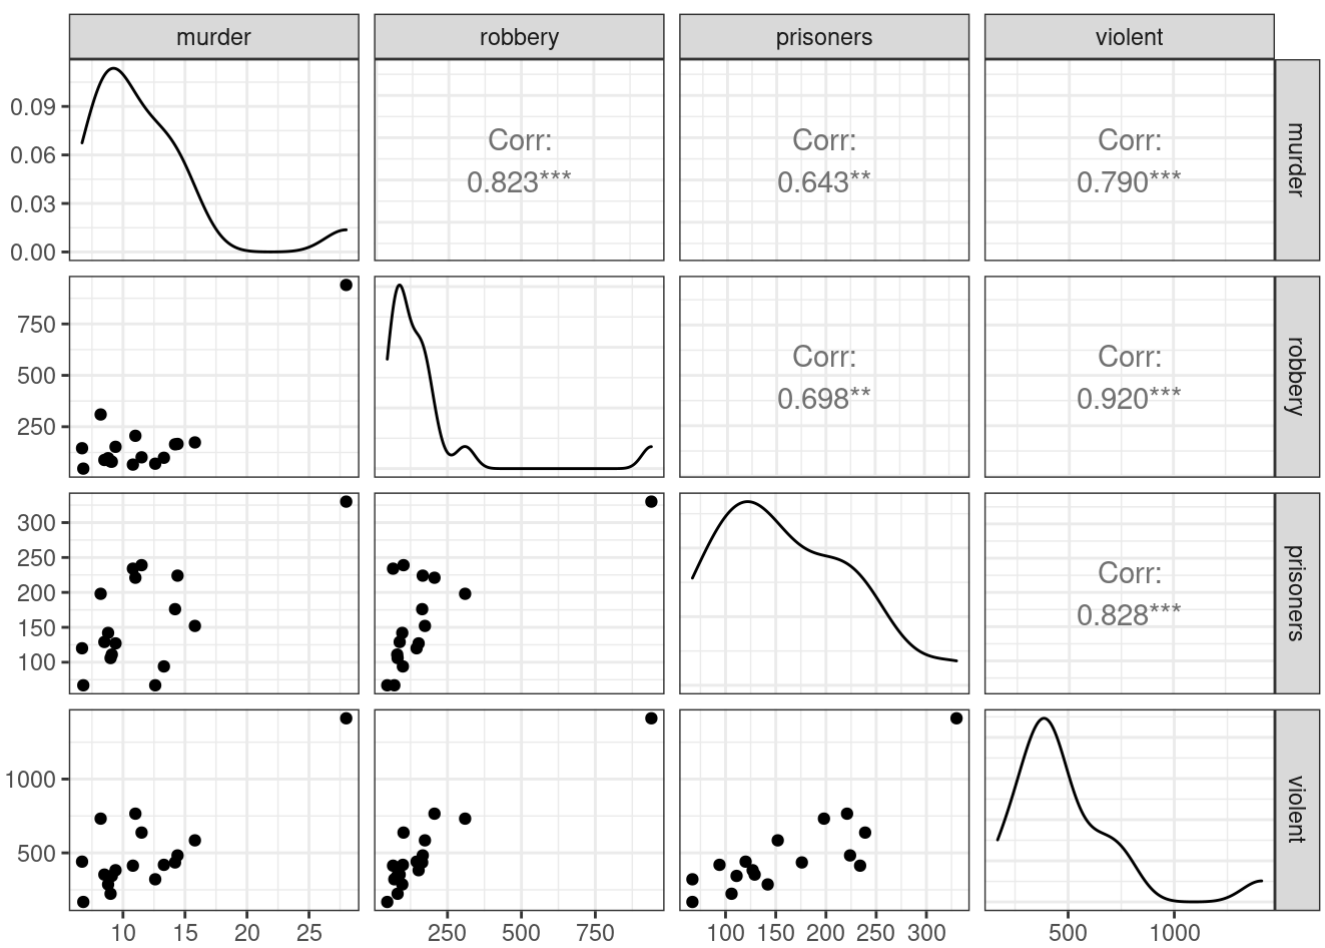 murder robbery prisoners violent
0.09
0.06
0.03
0.00
Corr:
0.823***
Corr:
0.643**
Corr:
0.790***
murder
750
500
250
Corr:
0.698**
Corr:
0.920***
robbery
300
250
200
150
100
Corr:
0.828***
prisoners
1000
500
violent
10 15 20 25 250 500 750 100 150 200 250 300 500 1000